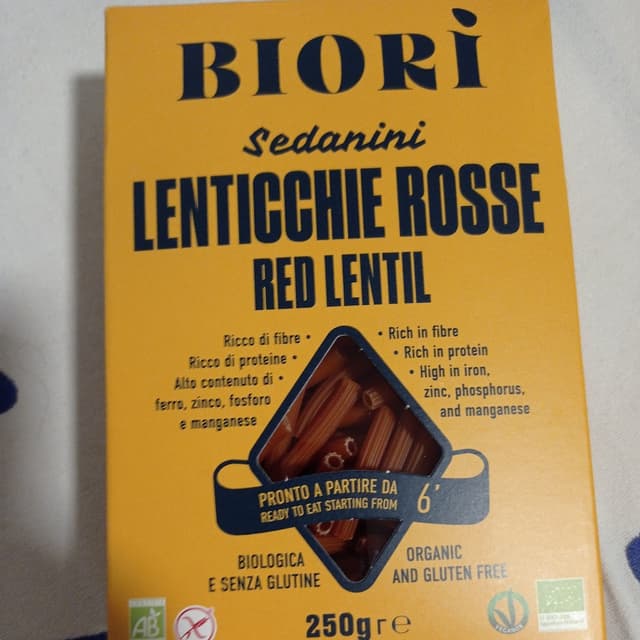 BIORÌ
Sedanini
LENTICCHIE ROSSE
RED LENTIL
Ricco di fibre •
Ricco di proteine •
Alto contenuto di •
ferro, zinco, fosforo
e manganese
• Rich in fibre
• Rich in protein
• High in iron,
zinc, phosphorus,
and manganese
PRONTO A PARTIRE DA
READY TO EAT STARTING FROM
6'
BIOLOGICA
E SENZA GLUTINE
ORGANIC
AND GLUTEN FREE
250g r e
AB